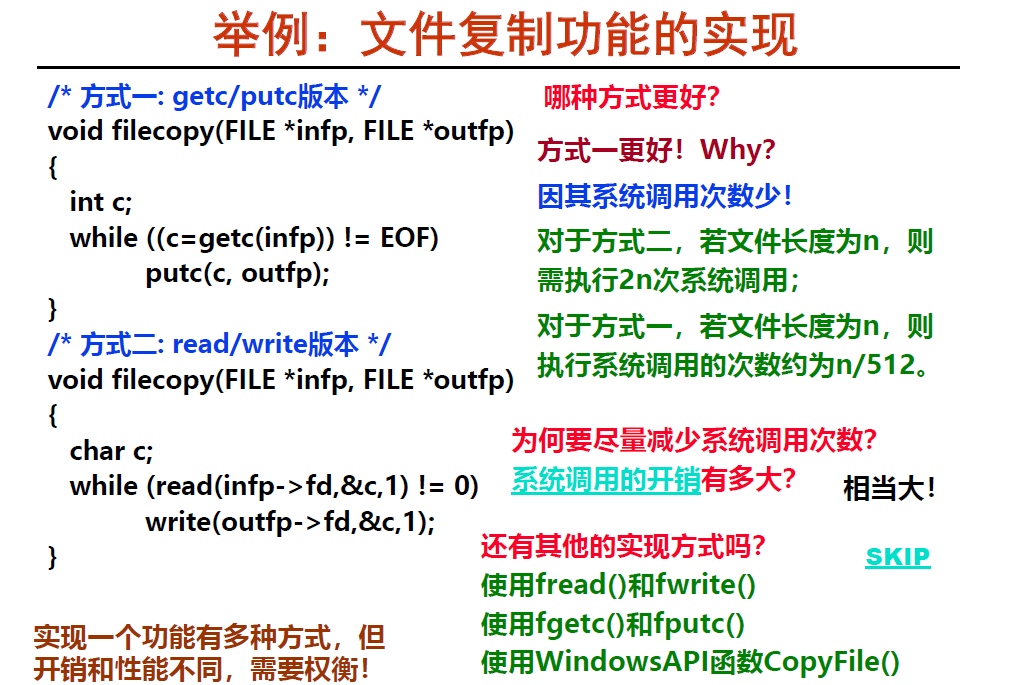 举例：文件复制功能的实现
/* 方式一: getc/putc版本 */
void filecopy(FILE *infp, FILE *outfp)
{
int c;
while ((c=getc(infp)) != EOF)
putc(c, outfp);
}
/* 方式二: read/write版本 */
void filecopy(FILE *infp, FILE *outfp)
{
char c;
while (read(infp->fd,&c,1) != 0)
write(outfp->fd,&c,1);
}
实现一个功能有多种方式，但
开销和性能不同，需要权衡！
哪种方式更好？
方式一更好！Why?
因其系统调用次数少！
对于方式二，若文件长度为n，则
需执行2n次系统调用；
对于方式一，若文件长度为n，则
执行系统调用的次数约为n/512。
为何要尽量减少系统调用次数？
系统调用的开销有多大？ 相当大！
还有其他的实现方式吗？
SKIP
使用fread()和fwrite()
使用fgetc()和fputc()
使用WindowsAPI函数CopyFile()